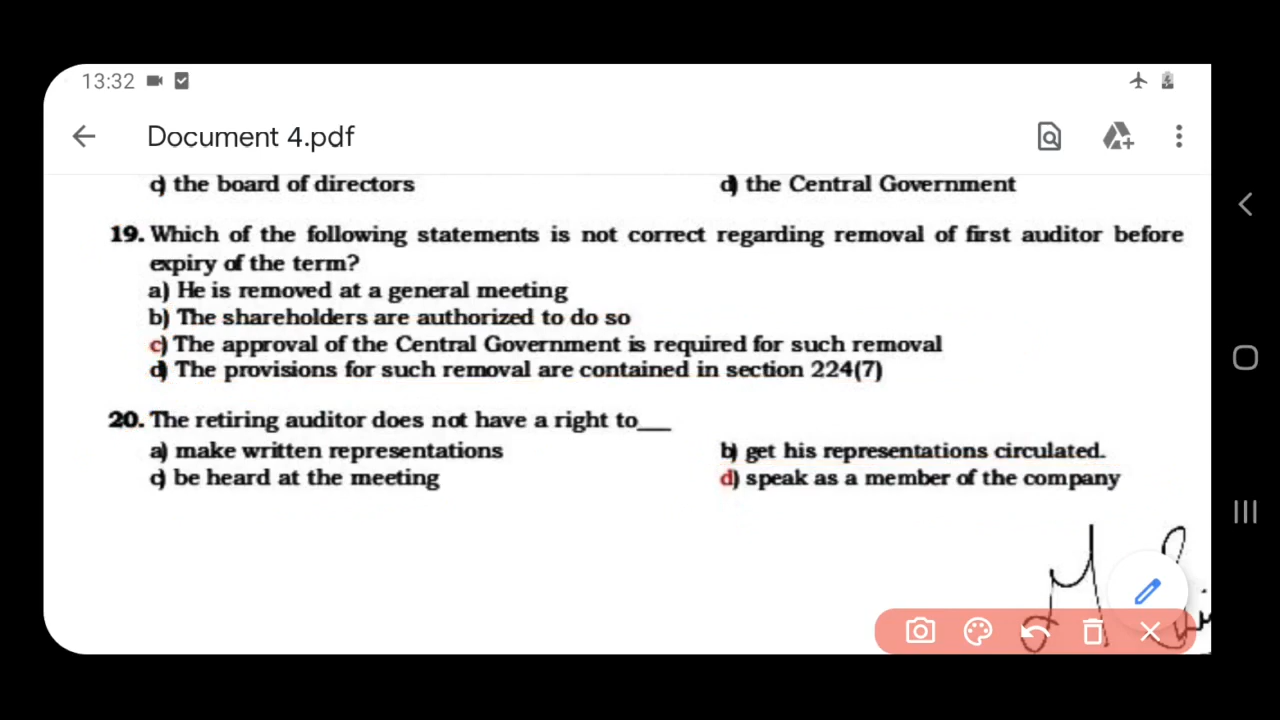 13:32
Document 4.pdf
c) the board of directors d) the Central Government
19. Which of the following statements is not correct regarding removal of first auditor before
expiry of the term?
a) He is removed at a general meeting
b) The shareholders are authorized to do so
c) The approval of the Central Government is required for such removal
d) The provisions for such removal are contained in section 224(7)
20. The retiring auditor does not have a right to___
a) make written representations b) get his representations circulated.
c) be heard at the meeting d) speak as a member of the company